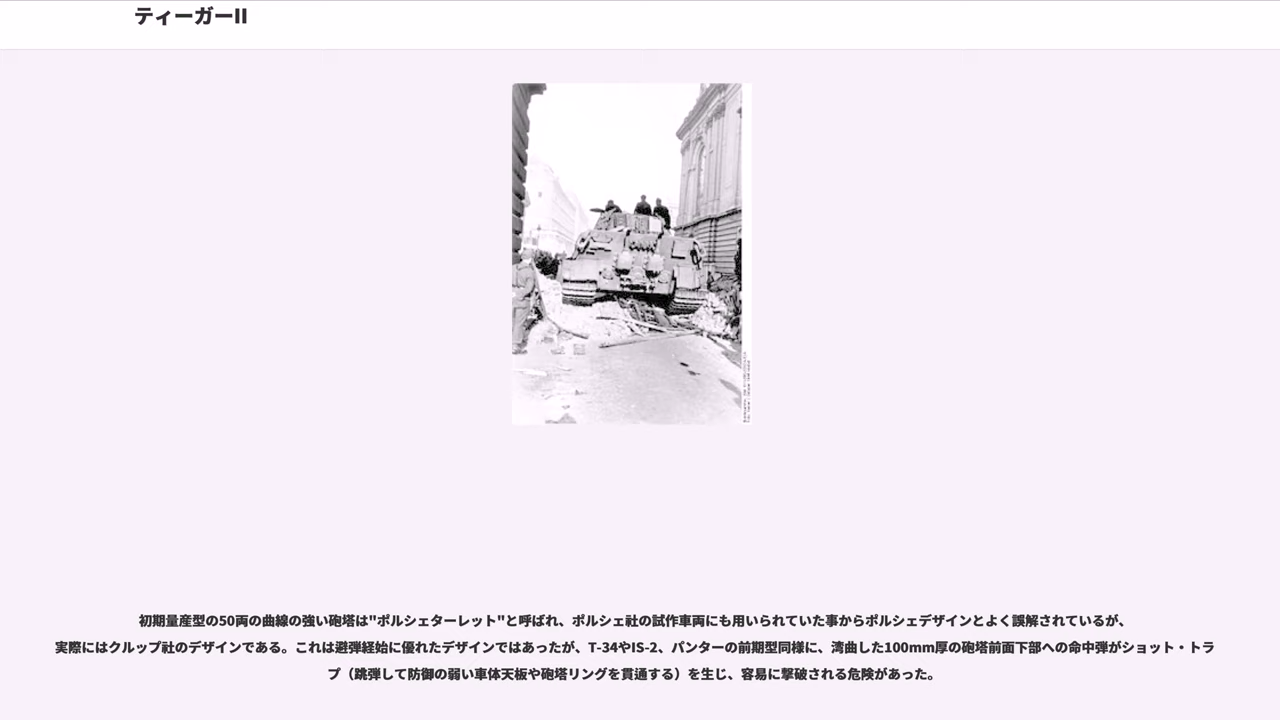 ティーガーII
初期量産型の50両の曲線の強い砲塔は"ポルシェターレット"と呼ばれ、ポルシェ社の試作車両にも用いられていた事からポルシェデザインとよく誤解されているが、
実際にはクルップ社のデザインである。これは避弾経始に優れたデザインではあったが、T-34やIS-2、パンターの前期型同様に、湾曲した100mm厚の砲塔前面下部への命中弾がショット・トラ
プ（跳弾して防御の弱い車体天板や砲塔リングを貫通する）を生じ、容易に撃破される危険があった。